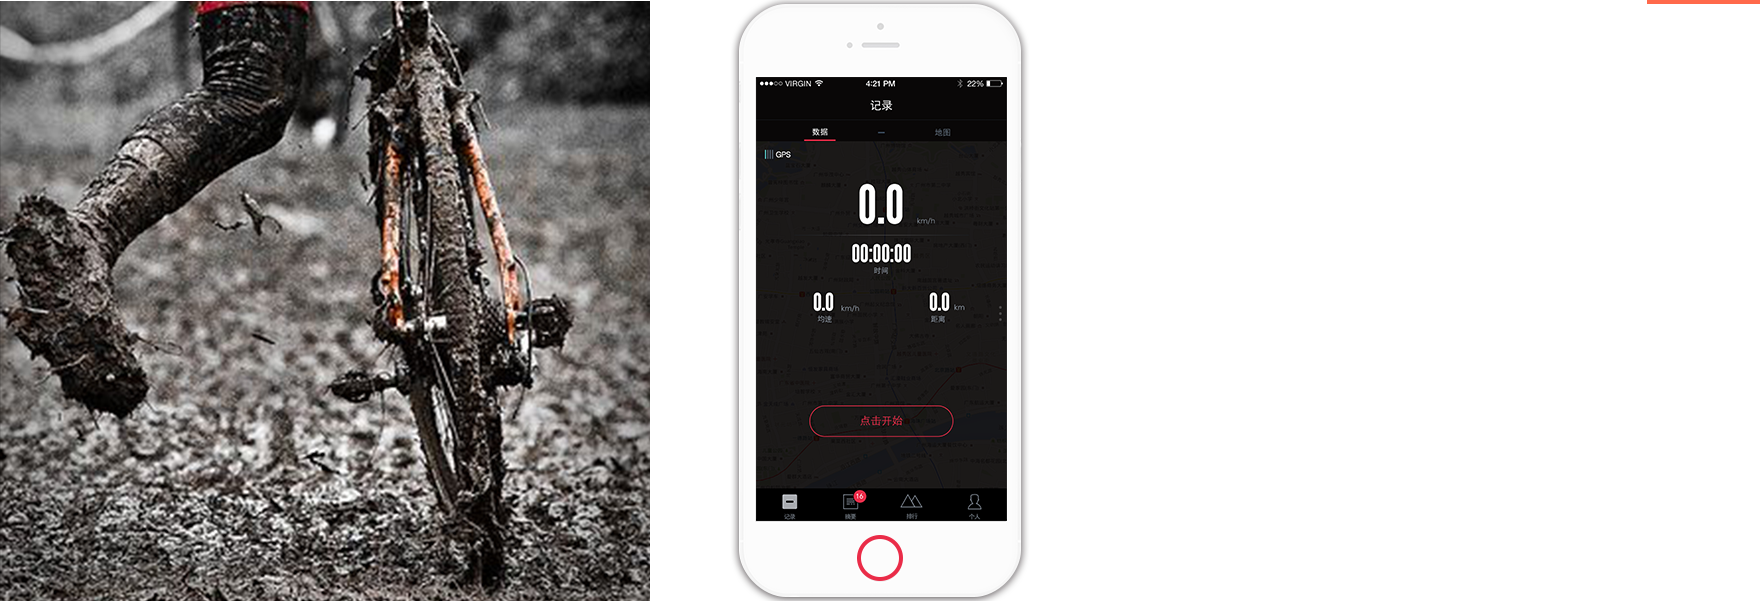 ●●●○○ VIRGIN 4:21 PM 22%
记录
数据 — 地图
GPS
0.0 km/h
00:00:00
时间
0.0 km/h 0.0 km
均速 距离
点击开始
16
记录 摘要 排行 个人